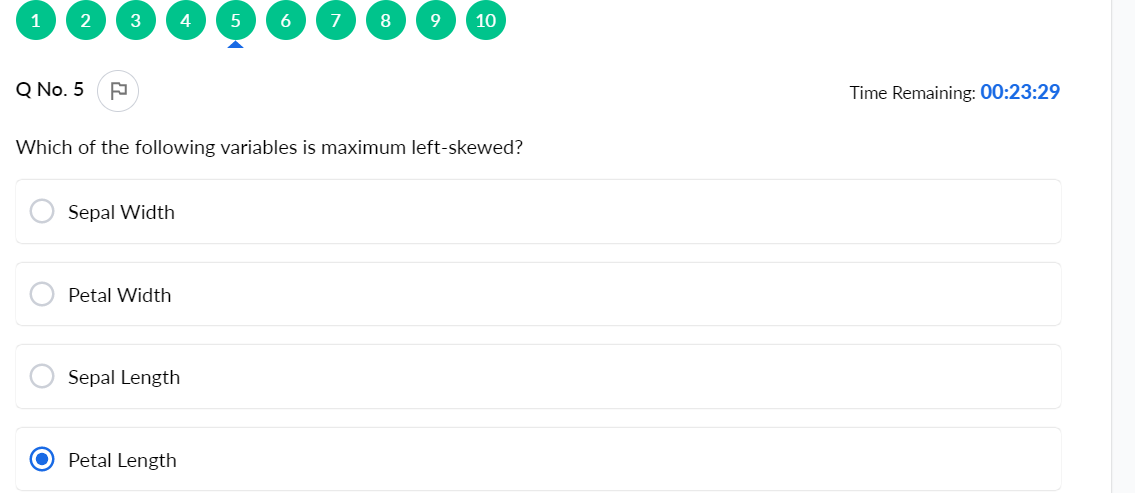 1 2 3 4 5 6 7 8 9 10
Q No. 5
Time Remaining: 00:23:29
Which of the following variables is maximum left-skewed?
Sepal Width
Petal Width
Sepal Length
Petal Length